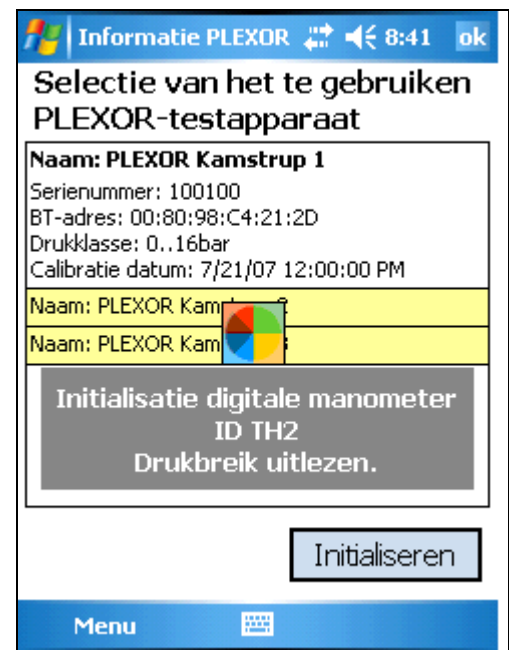 Informatie PLEXOR 8:41 ok
Selectie van het te gebruiken
PLEXOR-testapparaat
Naam: PLEXOR Kamstrup 1
Serienummer: 100100
BT-adres: 00:80:98:C4:21:2D
Drukklasse: 0..16bar
Calibratie datum: 7/21/07 12:00:00 PM
Naam: PLEXOR
Naam: PLEXOR
Initialisatie digitale manometer
ID TH2
Drukbreik uitlezen.
Initialiseren
Menu